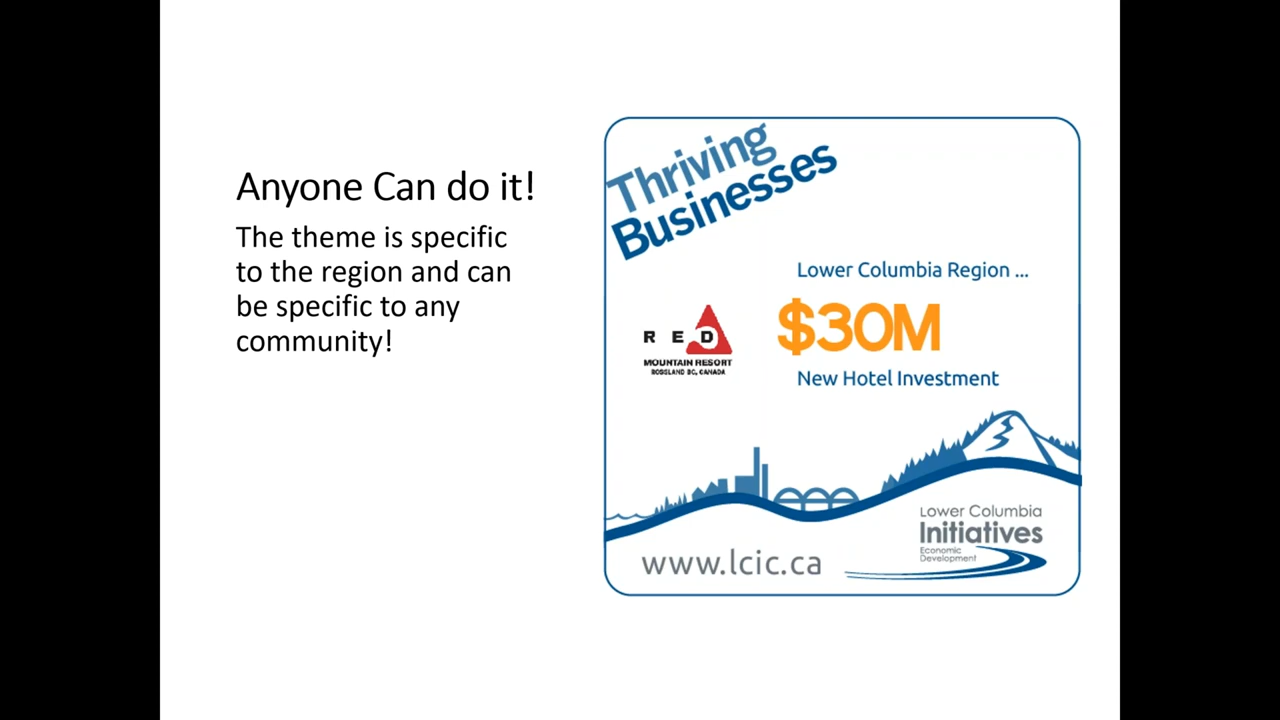 Anyone Can do it!
The theme is specific
to the region and can
be specific to any
community!
Thriving
Businesses
Lower Columbia Region ...
RED
MOUNTAIN RESORT
ROSSLAND BC, CANADA
$30M
New Hotel Investment
Lower Columbia
Initiatives
Economic
Development
www.lcic.ca